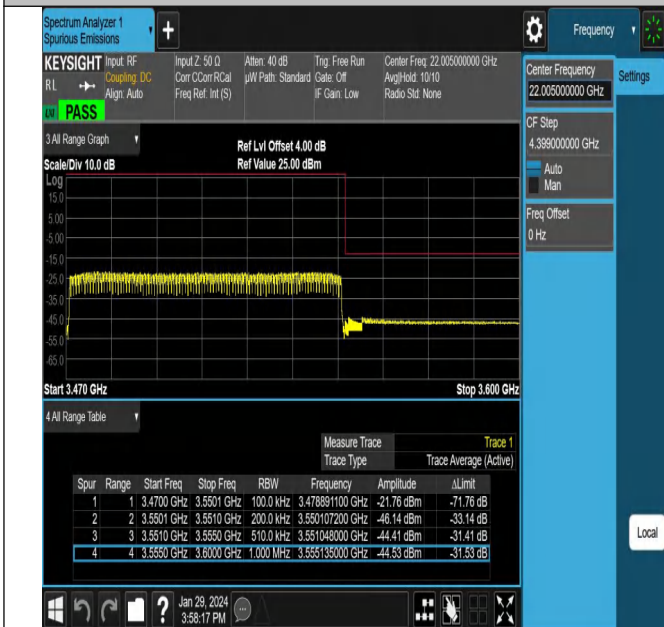 Spectrum Analyzer 1
Spurious Emissions
+
Frequency
KEYSIGHT
RL
Input: RF
Coupling: DC
Align: Auto
Input Z: 50 Ω
Corr CCorr RCal
Freq Ref: Int (S)
Atten: 40 dB
µW Path: Standard
Trig: Free Run
Gate: Off
IF Gain: Low
Center Freq: 22.005000000 GHz
Avg|Hold: 10/10
Radio Std: None
PASS
Center Frequency
22.005000000 GHz
Settings
CF Step
4.399000000 GHz
Auto
Man
Freq Offset
0 Hz
Local
3 All Range Graph
Ref Lvl Offset 4.00 dB
Scale/Div 10.0 dB
Ref Value 25.00 dBm
Log
15.0
5.00
-5.00
-15.0
-25.0
-35.0
-45.0
-55.0
-65.0
Start 3.470 GHz
Stop 3.600 GHz
4 All Range Table
Measure Trace Trace 1
Trace Type Trace Average (Active)
Spur Range Start Freq Stop Freq RBW Frequency Amplitude ΔLimit
1 1 3.4700 GHz 3.5501 GHz 100.0 kHz 3.478891100 GHz -21.76 dBm -71.76 dB
2 2 3.5501 GHz 3.5510 GHz 200.0 kHz 3.550107200 GHz -46.14 dBm -33.14 dB
3 3 3.5510 GHz 3.5550 GHz 510.0 kHz 3.551048000 GHz -44.41 dBm -31.41 dB
4 4 3.5550 GHz 3.6000 GHz 1.000 MHz 3.555135000 GHz -44.53 dBm -31.53 dB
?
Jan 29, 2024
3:58:17 PM